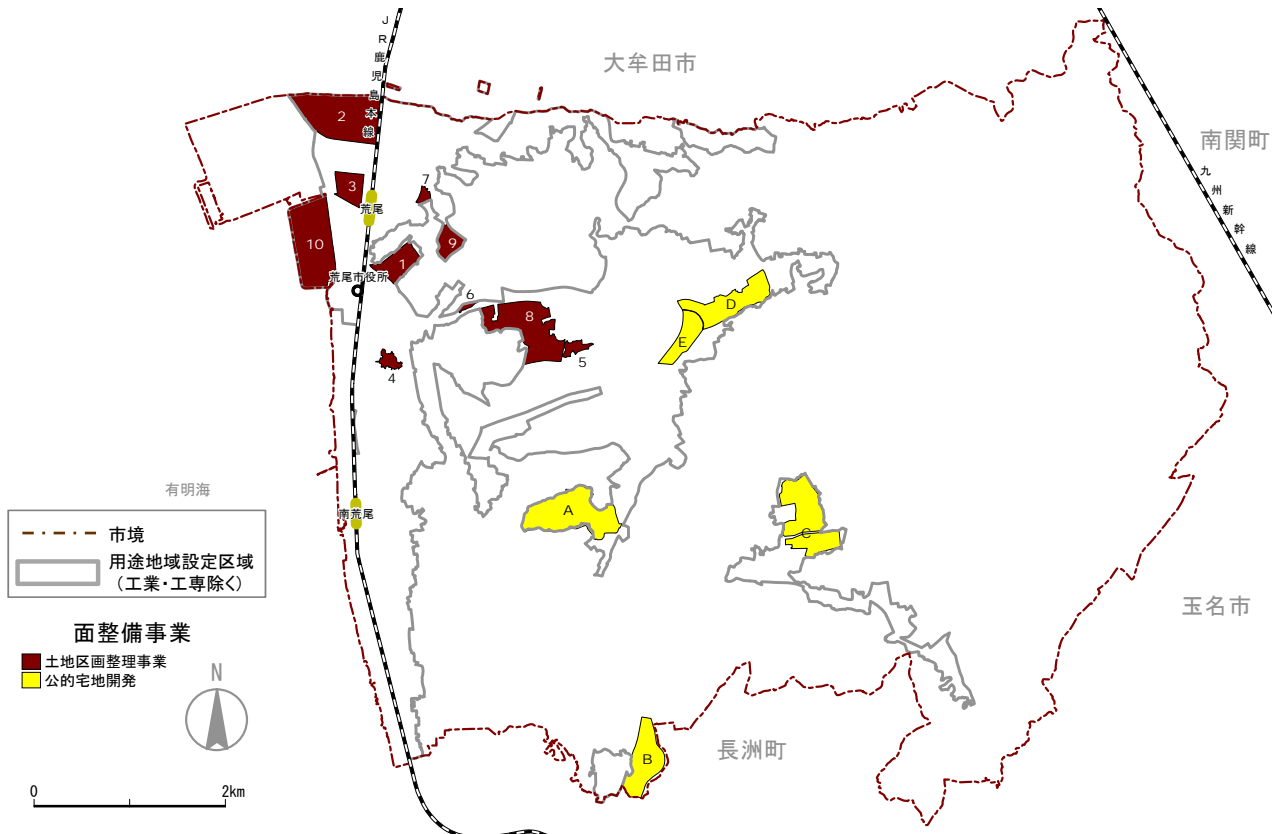 JR鹿児島本線
大牟田市
南関町
九州新幹線
2
3
荒尾
7
10
1
9
荒尾市役所
6
8
5
4
D
E
有明海
南荒尾
A
C
市境
用途地域設定区域
（工業・工専除く）
玉名市
面整備事業
土地区画整理事業
公的宅地開発
N
長洲町
B
0
2km